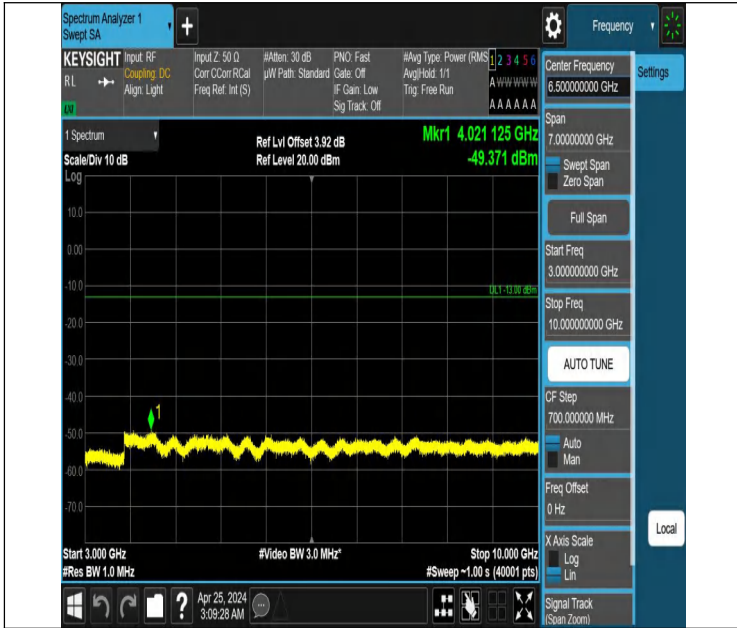 Spectrum Analyzer 1
Swept SA
+
Frequency
KEYSIGHT
RL
Input: RF
Coupling: DC
Align: Light
Input Z: 50 Ω
Corr CCorr RCal
Freq Ref: Int (S)
#Atten: 30 dB
µW Path: Standard
PNO: Fast
Gate: Off
IF Gain: Low
Sig Track: Off
#Avg Type: Power (RMS
Avg|Hold: 1/1
Trig: Free Run
1 2 3 4 5 6
A W W W W W
A A A A A A
1 Spectrum
Scale/Div 10 dB
Log
Ref Lvl Offset 3.92 dB
Ref Level 20.00 dBm
Mkr1 4.021 125 GHz
-49.371 dBm
10.0
0.00
-10.0
DL1 -13.00 dBm
-20.0
-30.0
-40.0
1
-50.0
-60.0
-70.0
Start 3.000 GHz
#Res BW 1.0 MHz
#Video BW 3.0 MHz*
Stop 10.000 GHz
#Sweep ~1.00 s (40001 pts)
?
Apr 25, 2024
3:09:28 AM
Center Frequency
6.500000000 GHz
Settings
Span
7.00000000 GHz
Swept Span
Zero Span
Full Span
Start Freq
3.000000000 GHz
Stop Freq
10.000000000 GHz
AUTO TUNE
CF Step
700.000000 MHz
Auto
Man
Freq Offset
0 Hz
X Axis Scale
Log
Lin
Local
Signal Track
(Span Zoom)